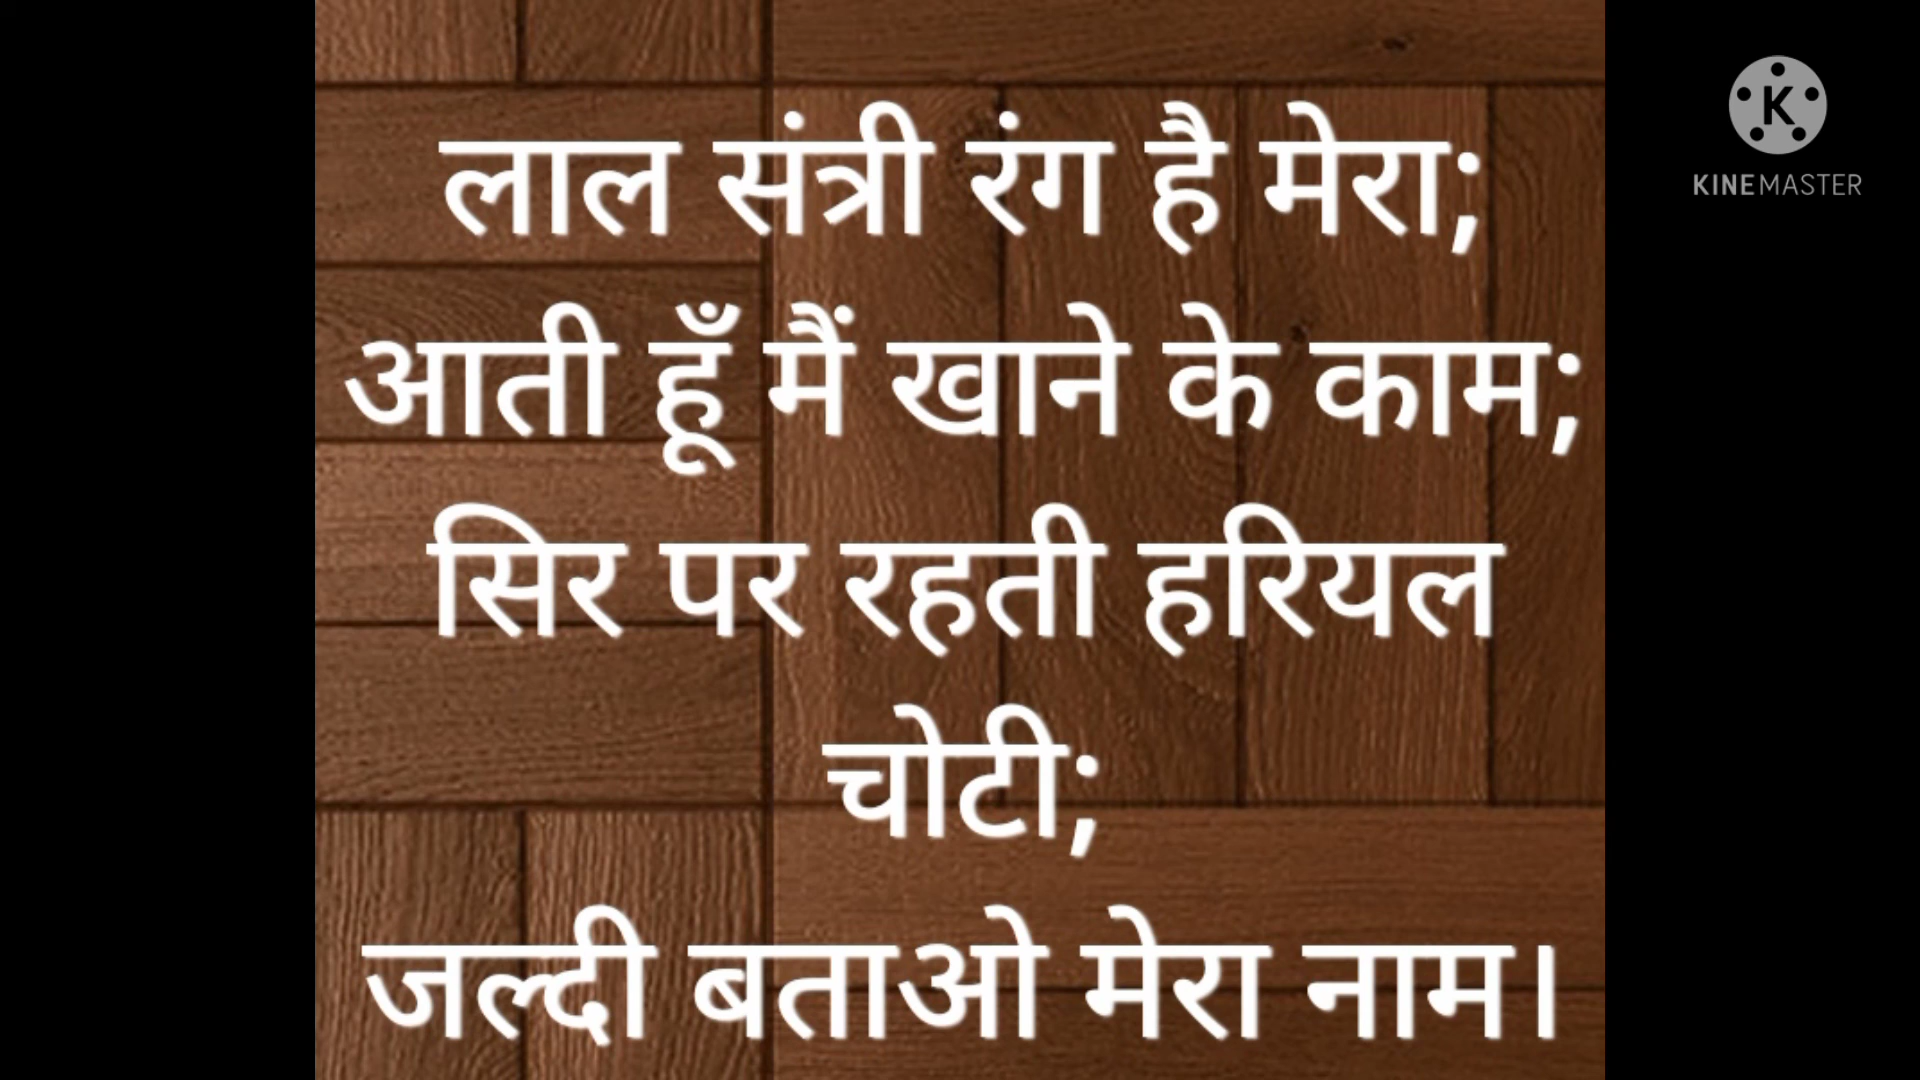 लाल संत्री रंग है मेरा;
आती हूँ मैं खाने के काम;
सिर पर रहती हरियल
चोटी;
जल्दी बताओ मेरा नाम।
K
KINEMASTER